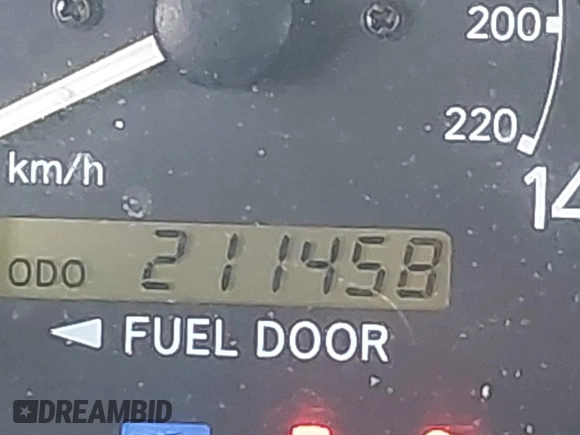 200
220
km/h
14
ODO 211458
FUEL DOOR
DREAMBID